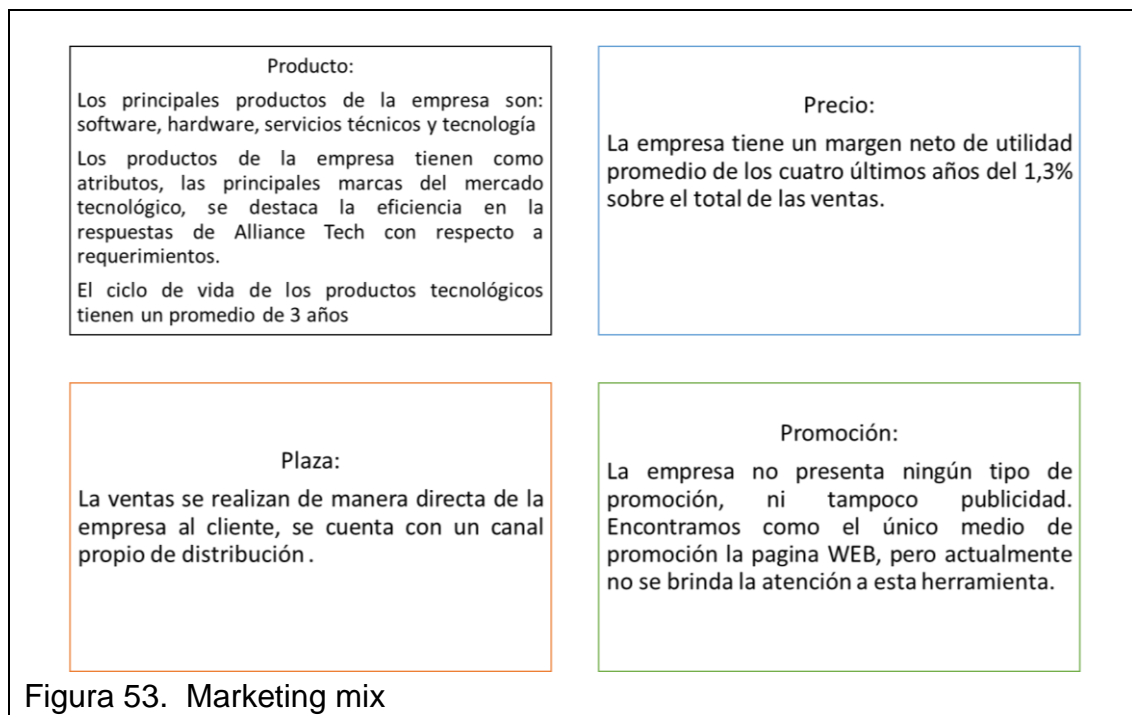 Producto:
Los principales productos de la empresa son:
software, hardware, servicios técnicos y tecnología
Los productos de la empresa tienen como
atributos, las principales marcas del mercado
tecnológico, se destaca la eficiencia en la
respuestas de Alliance Tech con respecto a
requerimientos.
El ciclo de vida de los productos tecnológicos
tienen un promedio de 3 años
Precio:
La empresa tiene un margen neto de utilidad
promedio de los cuatro últimos años del 1,3%
sobre el total de las ventas.
Plaza:
La ventas se realizan de manera directa de la
empresa al cliente, se cuenta con un canal
propio de distribución .
Promoción:
La empresa no presenta ningún tipo de
promoción, ni tampoco publicidad.
Encontramos como el único medio de
promoción la pagina WEB, pero actualmente
no se brinda la atención a esta herramienta.
Figura 53. Marketing mix